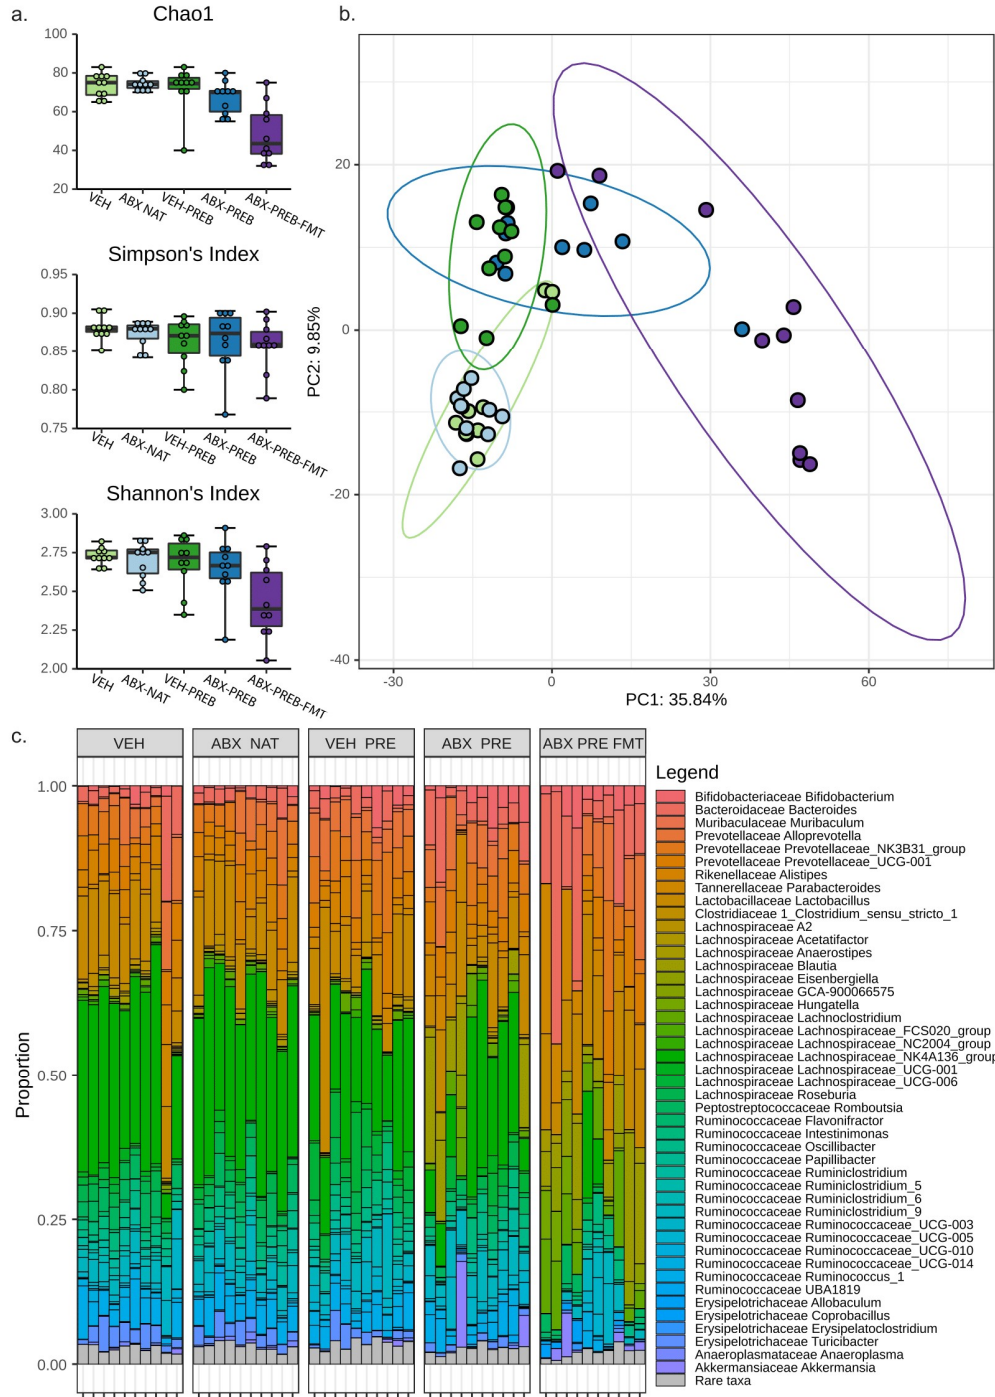 a.
Chao1
100
80
60
40
20
VEH
ABX NAT
VEH-PREB
ABX-PREB
ABX-PREB-FMT
Simpson's Index
0.95
0.90
0.85
0.80
0.75
VEH
ABX-NAT
VEH-PREB
ABX-PREB
ABX-PREB-FMT
Shannon's Index
3.00
2.75
2.50
2.25
2.00
VEH
ABX-NAT
VEH-PREB
ABX-PREB
ABX-PREB-FMT
b.
PC2: 9.85%
20
0
-20
-40
-30
0
30
60
PC1: 35.84%
c.
VEH
ABX NAT
VEH PRE
ABX PRE
ABX PRE FMT
Proportion
1.00
0.75
0.50
0.25
0.00
Legend
Bifidobacteriaceae Bifidobacterium
Bacteroidaceae Bacteroides
Muribaculaceae Muribaculum
Prevotellaceae Alloprevotella
Prevotellaceae Prevotellaceae_NK3B31_group
Prevotellaceae Prevotellaceae_UCG-001
Rikenellaceae Alistipes
Tannerellaceae Parabacteroides
Lactobacillaceae Lactobacillus
Clostridiaceae 1_Clostridium_sensu_stricto_1
Lachnospiraceae A2
Lachnospiraceae Acetatifactor
Lachnospiraceae Anaerostipes
Lachnospiraceae Blautia
Lachnospiraceae Eisenbergiella
Lachnospiraceae GCA-900066575
Lachnospiraceae Hungatella
Lachnospiraceae Lachnoclostridium
Lachnospiraceae Lachnospiraceae_FCS020_group
Lachnospiraceae Lachnospiraceae_NC2004_group
Lachnospiraceae Lachnospiraceae_NK4A136_group
Lachnospiraceae Lachnospiraceae_UCG-001
Lachnospiraceae Lachnospiraceae_UCG-006
Lachnospiraceae Roseburia
Peptostreptococcaceae Romboutsia
Ruminococcaceae Flavonifractor
Ruminococcaceae Intestinimonas
Ruminococcaceae Oscillibacter
Ruminococcaceae Papillibacter
Ruminococcaceae Ruminiclostridium
Ruminococcaceae Ruminiclostridium_5
Ruminococcaceae Ruminiclostridium_6
Ruminococcaceae Ruminiclostridium_9
Ruminococcaceae Ruminococcaceae_UCG-003
Ruminococcaceae Ruminococcaceae_UCG-005
Ruminococcaceae Ruminococcaceae_UCG-010
Ruminococcaceae Ruminococcaceae_UCG-014
Ruminococcaceae Ruminococcus_1
Ruminococcaceae UBA1819
Erysipelotrichaceae Allobaculum
Erysipelotrichaceae Coprobacillus
Erysipelotrichaceae Erysipelatoclostridium
Erysipelotrichaceae Turicibacter
Anaeroplasmataceae Anaeroplasma
Akkermansiaceae Akkermansia
Rare taxa